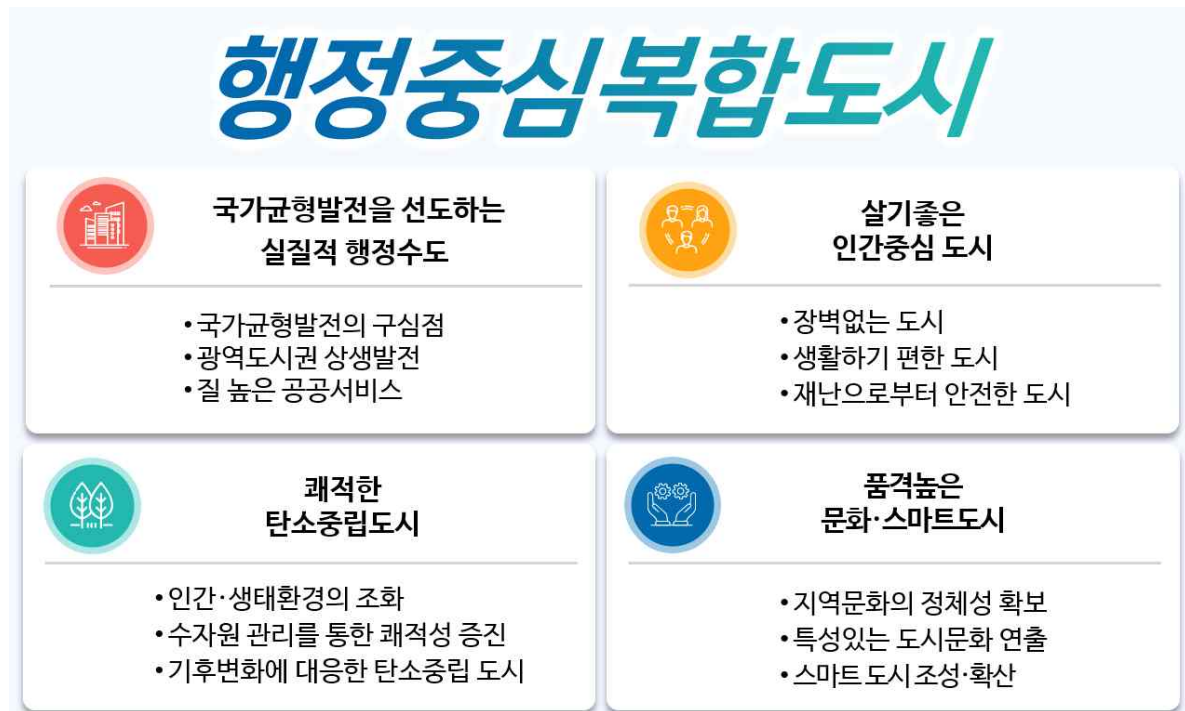 행정중심복합도시
국가균형발전을 선도하는
실질적 행정수도
•국가균형발전의 구심점
•광역도시권 상생발전
•질 높은 공공서비스
살기좋은
인간중심 도시
•장벽없는 도시
•생활하기 편한 도시
•재난으로부터 안전한 도시
쾌적한
탄소중립도시
•인간·생태환경의 조화
•수자원 관리를 통한 쾌적성 증진
•기후변화에 대응한 탄소중립 도시
품격높은
문화·스마트도시
•지역문화의 정체성 확보
•특성있는 도시문화 연출
•스마트 도시 조성·확산